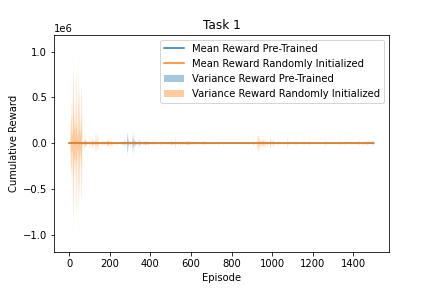 Task 1
1e6
Mean Reward Pre-Trained
Mean Reward Randomly Initialized
Variance Reward Pre-Trained
Variance Reward Randomly Initialized
Cumulative Reward
1.0
0.5
0.0
−0.5
−1.0
0 200 400 600 800 1000 1200 1400
Episode